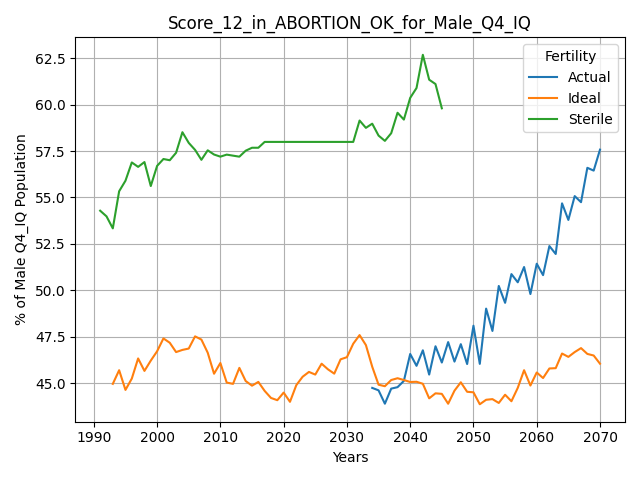 Score_12_in_ABORTION_OK_for_Male_Q4_IQ
% of Male Q4_IQ Population
62.5
60.0
57.5
55.0
52.5
50.0
47.5
45.0
Fertility
Actual
Ideal
Sterile
1990 2000 2010 2020 2030 2040 2050 2060 2070
Years